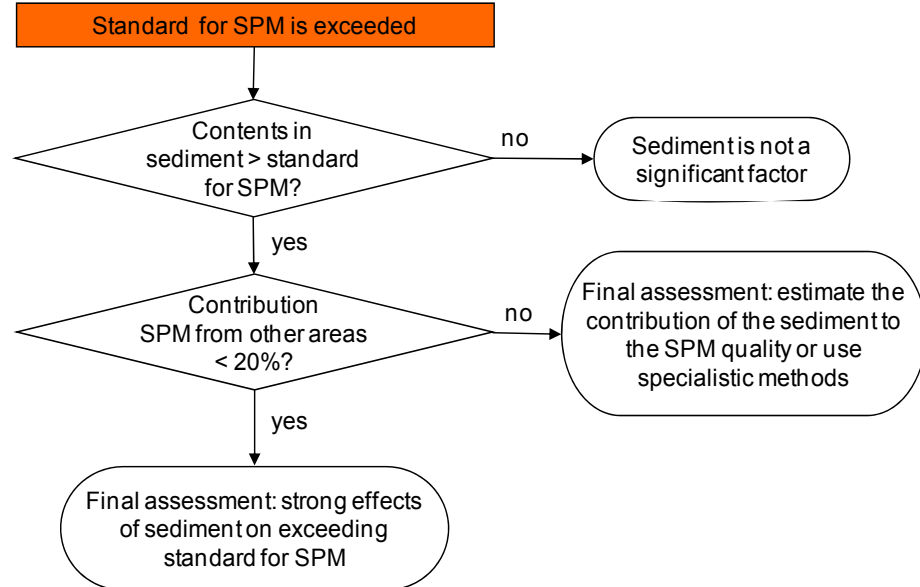 Standard for SPM is exceeded
Contents in
sediment > standard
for SPM?
no
Sediment is not a
significant factor
yes
Contribution
SPM from other areas
< 20%?
no
Final assessment: estimate the
contribution of the sediment to
the SPM quality or use
specialistic methods
yes
Final assessment: strong effects
of sediment on exceeding
standard for SPM